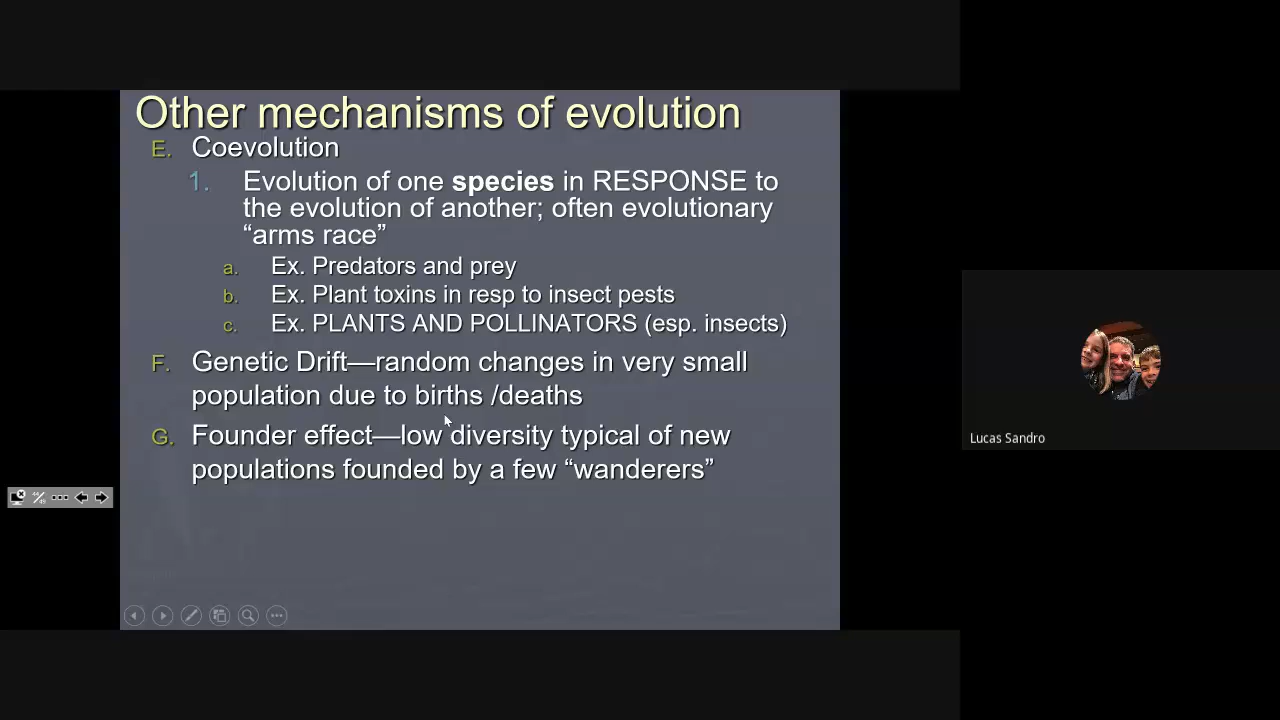 Other mechanisms of evolution
E. Coevolution
1. Evolution of one species in RESPONSE to
the evolution of another; often evolutionary
“arms race”
a. Ex. Predators and prey
b. Ex. Plant toxins in resp to insect pests
c. Ex. PLANTS AND POLLINATORS (esp. insects)
F. Genetic Drift—random changes in very small
population due to births /deaths
G. Founder effect—low diversity typical of new
populations founded by a few “wanderers”
Lucas Sandro